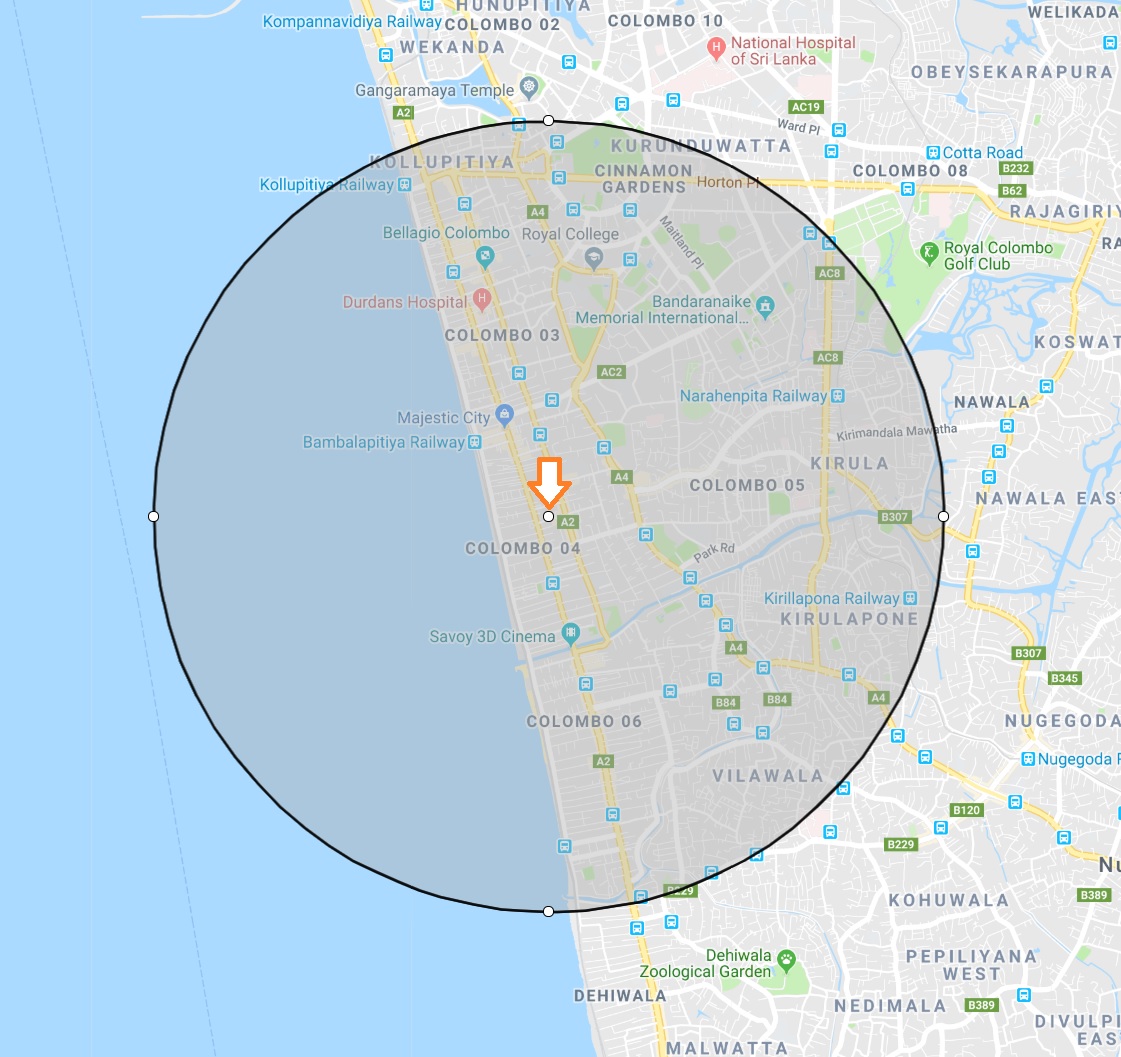 HUNUPITIYA
Kompannavidiya Railway
COLOMBO 02
COLOMBO 10
WELIKADA
WEKANDA
National Hospital
of Sri Lanka
OBEYSEKARAPURA
Gangaramaya Temple
A2
AC19
Ward Pl
KURUNDUWATTA
KOLLUPITIYA
Cotta Road
COLOMBO 08
B232
CINNAMON
GARDENS
Horton Pl
Kollupitiya Railway
B62
A4
RAJAGIRIY
Maitland Pl
Bellagio Colombo
Royal College
RA
Royal Colombo
Golf Club
AC8
Durdans Hospital
Bandaranaike
Memorial International...
COLOMBO 03
KOSWAT
AC8
AC2
Narahenpita Railway
NAWALA
Majestic City
Kirimandala Mawatha
Bambalapitiya Railway
KIRULA
A4
COLOMBO 05
NAWALA EAS
A2
B307
COLOMBO 04
Park Rd
Kirillapona Railway
KIRULAPONE
Savoy 3D Cinema
A4
B307
B345
A4
B84
B84
COLOMBO 06
NUGEGODA
A2
Nugegoda R
VILAWALA
B120
B229
Nu
B229
KOHUWALA
B389
Dehiwala
Zoological Garden
PEPILIYANA
WEST
DEHIWALA
NEDIMALA
B389
DIVULPI
EAS
MALWATTA